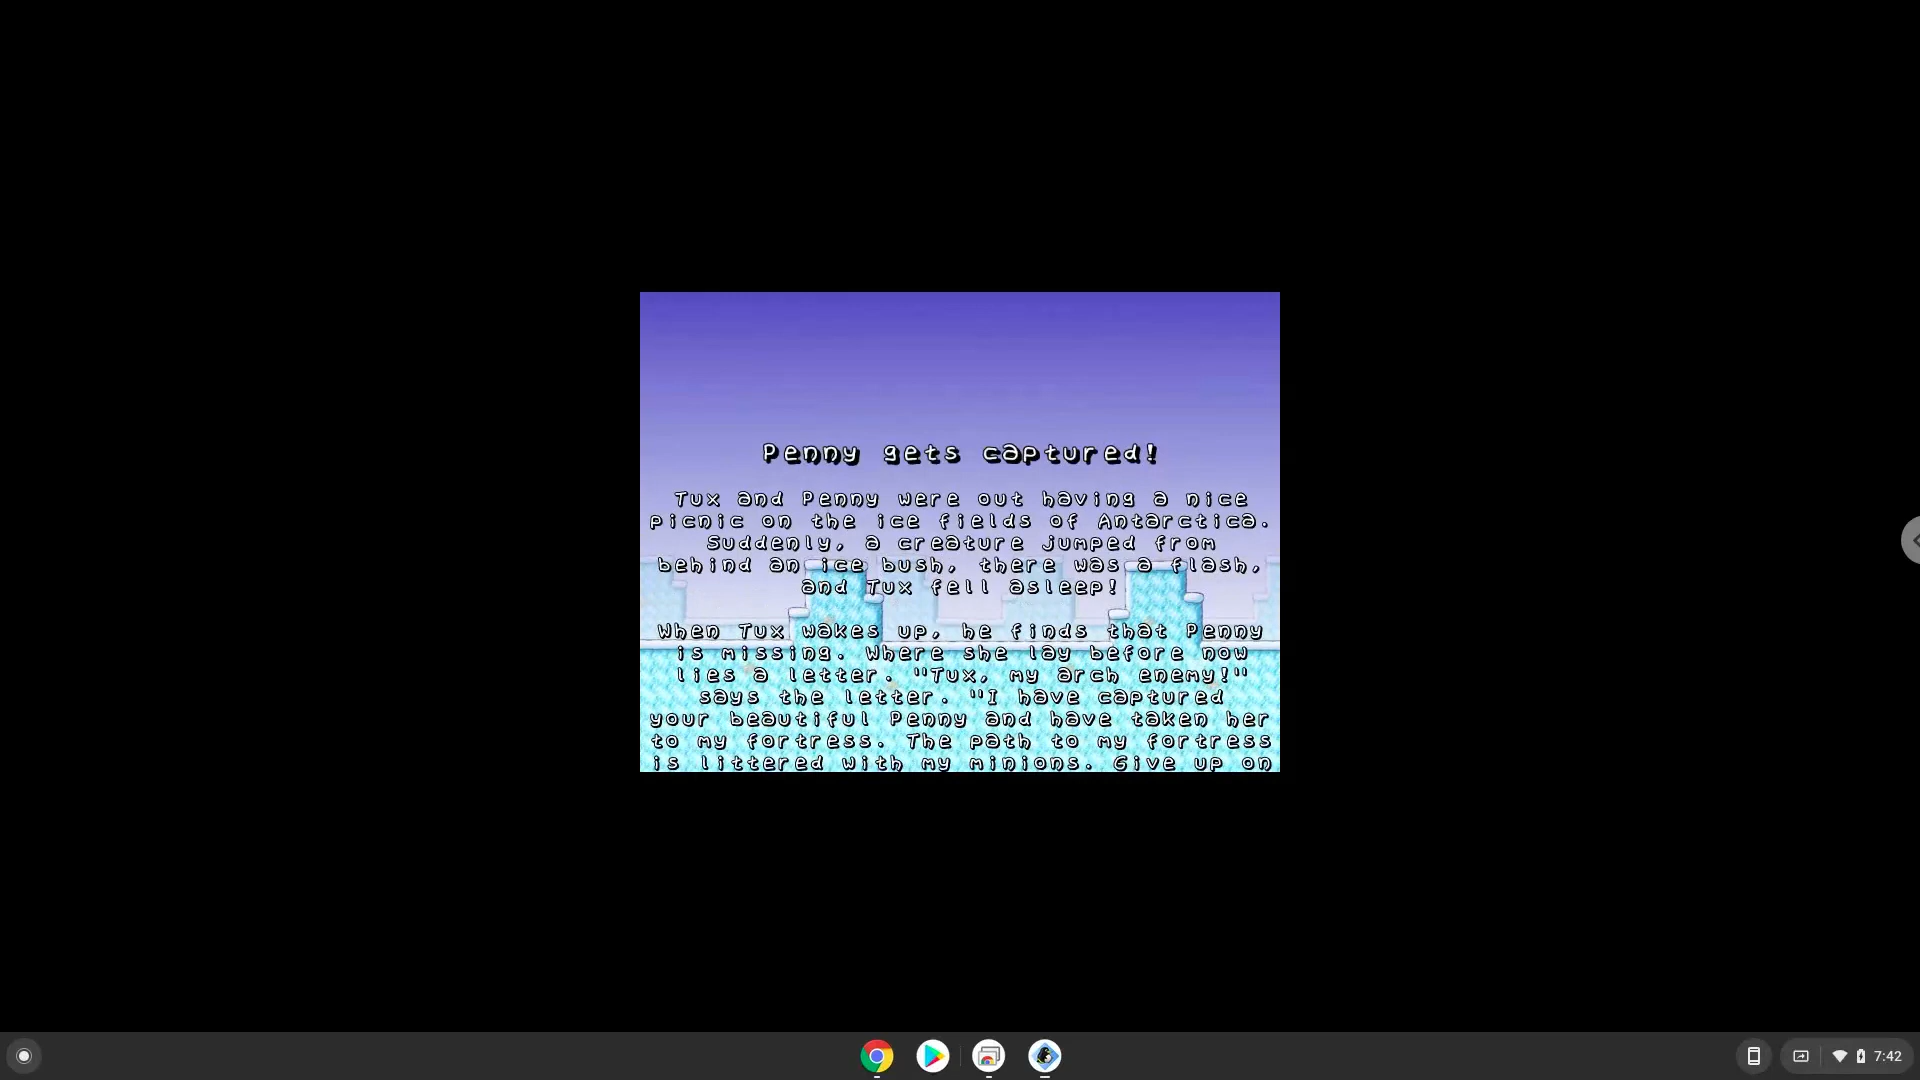 Penny gets captured!
Tux and Penny were out having a nice
picnic on the ice fields of Antarctica.
Suddenly, a creature jumped from
behind an ice bush, there was a flash,
and Tux fell asleep!
When Tux wakes up, he finds that Penny
is missing. Where she lay before now
lies a letter. "Tux, my arch enemy!"
says the letter. "I have captured
your beautiful Penny and have taken her
to my fortress. The path to my fortress
is littered with my minions. Give up on
7:42